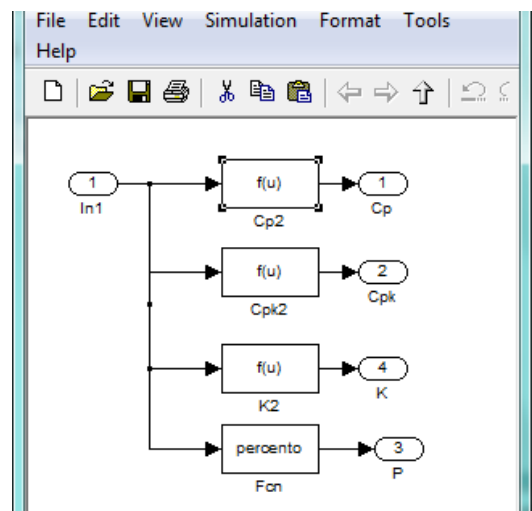 File Edit View Simulation Format Tools
Help
1
In1
f(u)
Cp2
1
Cp
f(u)
Cpk2
2
Cpk
f(u)
K2
4
K
percento
Fcn
3
P